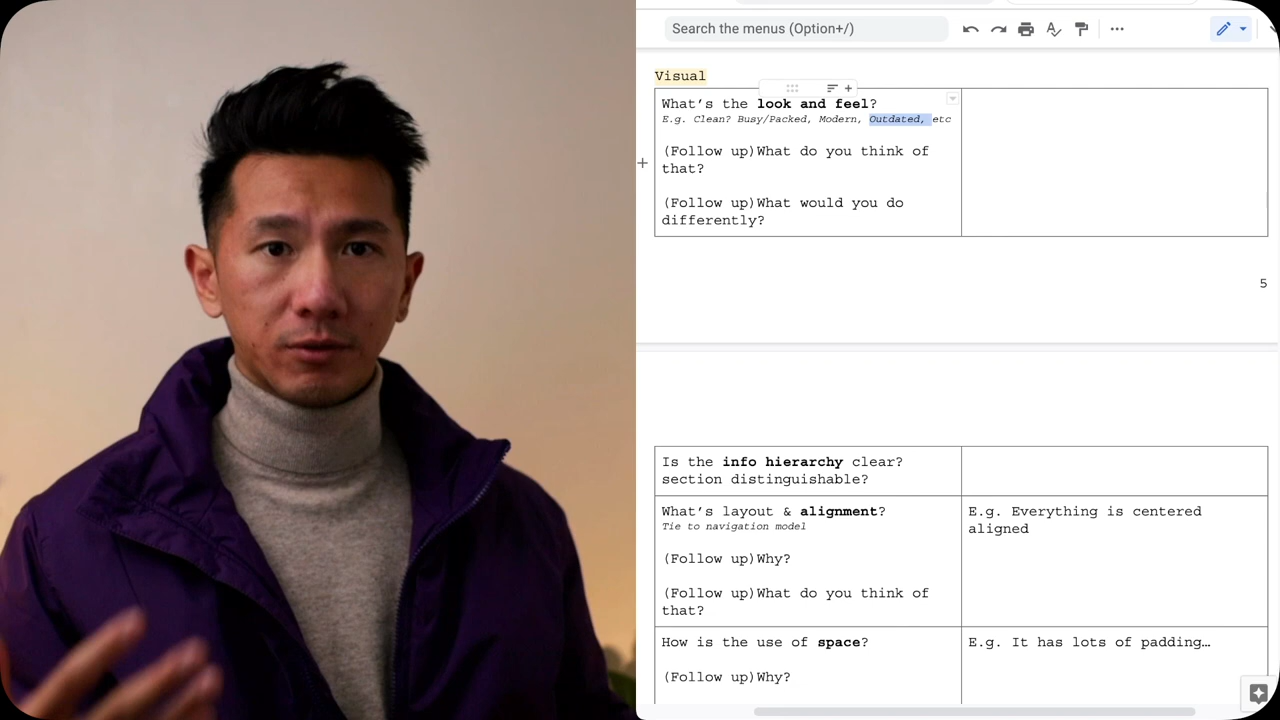 Search the menus (Option+/)
Visual
What's the look and feel?
E.g. Clean? Busy/Packed, Modern, Outdated, etc
(Follow up)What do you think of
that?
(Follow up)What would you do
differently?
5
Is the info hierarchy clear?
section distinguishable?
What's layout & alignment?
Tie to navigation model
(Follow up)Why?
(Follow up)What do you think of
that?
E.g. Everything is centered
aligned
How is the use of space?
(Follow up)Why?
E.g. It has lots of padding…